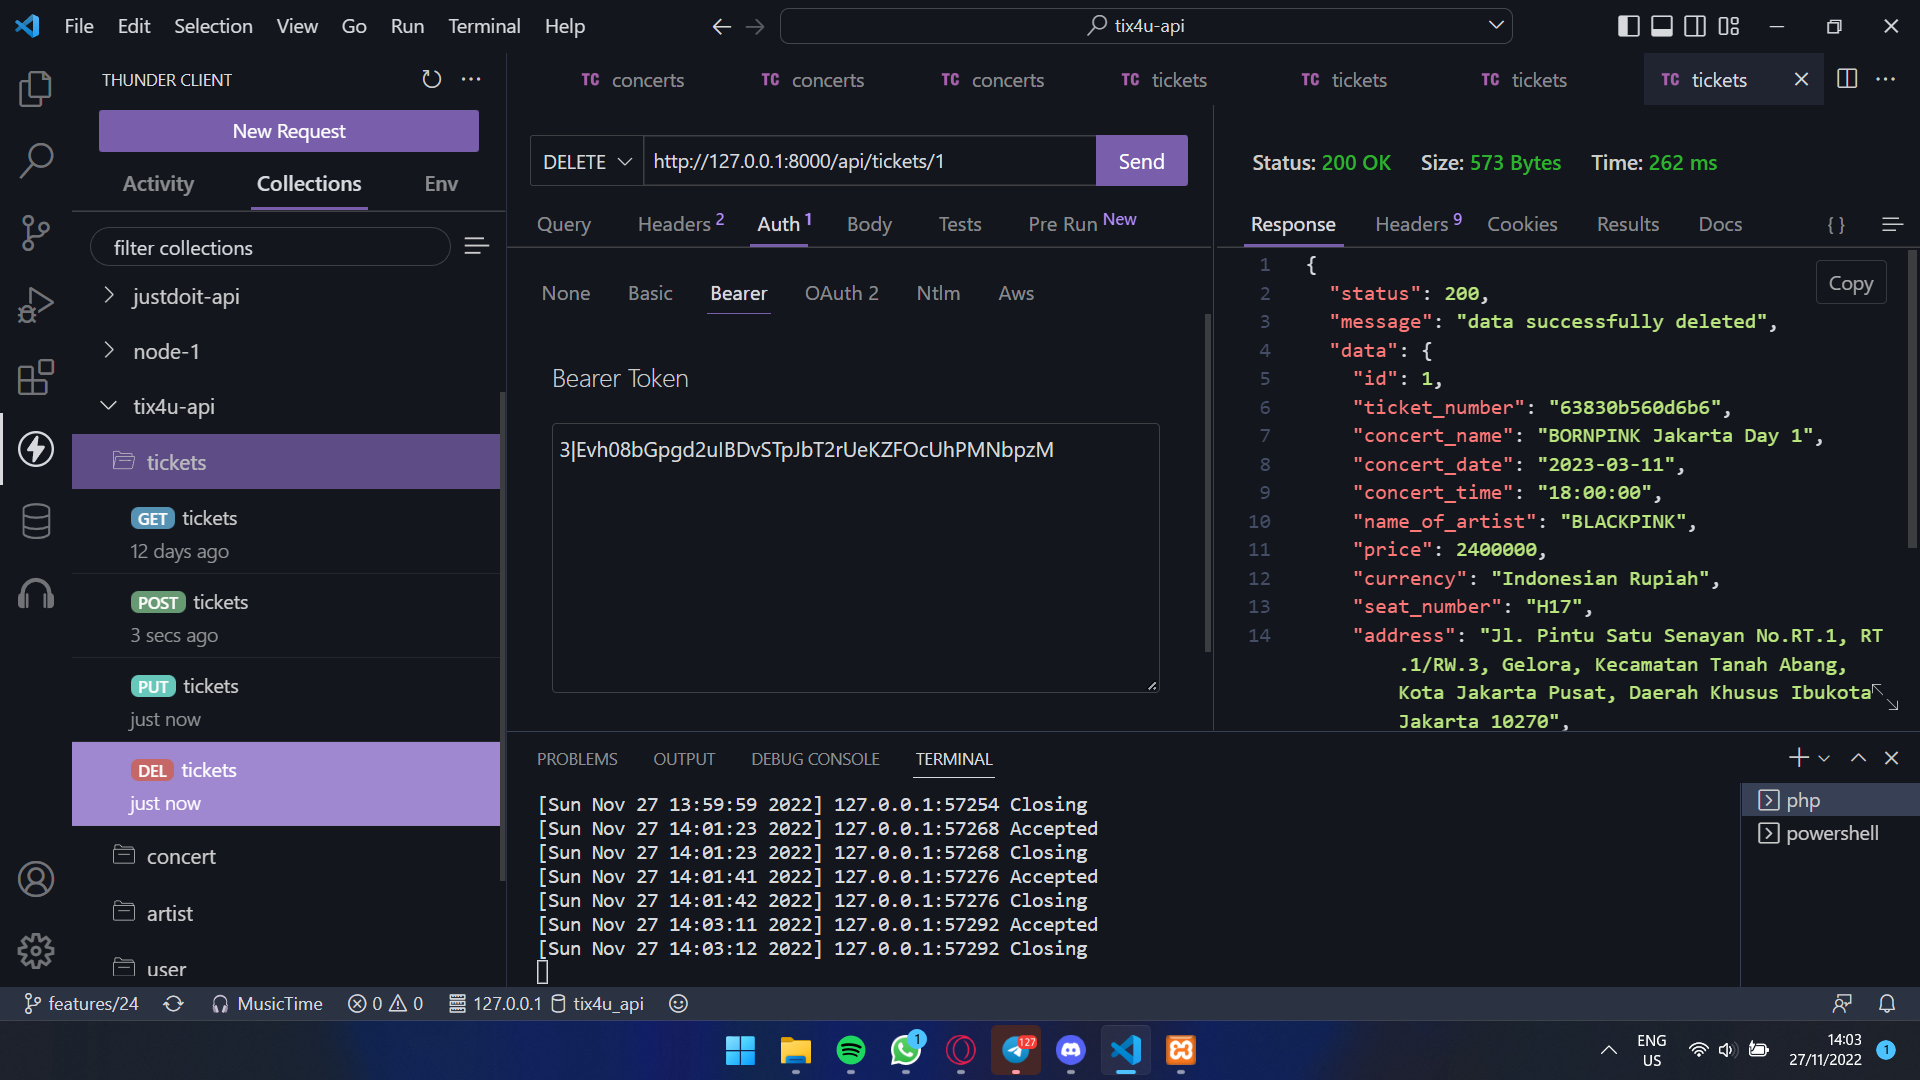 File Edit Selection View Go Run Terminal Help
tix4u-api
THUNDER CLIENT
New Request
Activity Collections Env
filter collections
justdoit-api
node-1
tix4u-api
tickets
GET tickets
12 days ago
POST tickets
3 secs ago
PUT tickets
just now
DEL tickets
just now
concert
artist
user
TC concerts TC concerts TC concerts TC tickets TC tickets TC tickets TC tickets
DELETE http://127.0.0.1:8000/api/tickets/1 Send
Query Headers 2 Auth 1 Body Tests Pre Run New
None Basic Bearer OAuth 2 Ntlm Aws
Bearer Token
3|Evh08bGpgd2uIBDvSTpJbT2rUeKZFOcUhPMNbpzM
Status: 200 OK Size: 573 Bytes Time: 262 ms
Response Headers 9 Cookies Results Docs { }
Copy
1 {
2 "status": 200,
3 "message": "data successfully deleted",
4 "data": {
5 "id": 1,
6 "ticket_number": "63830b560d6b6",
7 "concert_name": "BORNPINK Jakarta Day 1",
8 "concert_date": "2023-03-11",
9 "concert_time": "18:00:00",
10 "name_of_artist": "BLACKPINK",
11 "price": 2400000,
12 "currency": "Indonesian Rupiah",
13 "seat_number": "H17",
14 "address": "Jl. Pintu Satu Senayan No.RT.1, RT
.1/RW.3, Gelora, Kecamatan Tanah Abang,
Kota Jakarta Pusat, Daerah Khusus Ibukota
Jakarta 10270",
PROBLEMS OUTPUT DEBUG CONSOLE TERMINAL
[Sun Nov 27 13:59:59 2022] 127.0.0.1:57254 Closing
[Sun Nov 27 14:01:23 2022] 127.0.0.1:57268 Accepted
[Sun Nov 27 14:01:23 2022] 127.0.0.1:57268 Closing
[Sun Nov 27 14:01:41 2022] 127.0.0.1:57276 Accepted
[Sun Nov 27 14:01:42 2022] 127.0.0.1:57276 Closing
[Sun Nov 27 14:03:11 2022] 127.0.0.1:57292 Accepted
[Sun Nov 27 14:03:12 2022] 127.0.0.1:57292 Closing
php
powershell
features/24 MusicTime 0 0 127.0.0.1 tix4u_api
1
127
ENG
US
14:03
27/11/2022
1